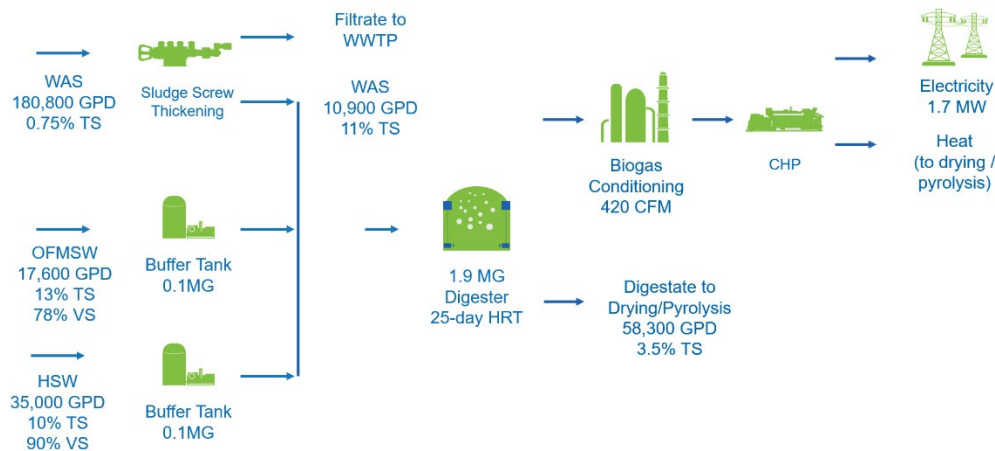 WAS
180,800 GPD
0.75% TS
Sludge Screw
Thickening
Filtrate to
WWTP
WAS
10,900 GPD
11% TS
OFMSW
17,600 GPD
13% TS
78% VS
Buffer Tank
0.1MG
HSW
35,000 GPD
10% TS
90% VS
Buffer Tank
0.1MG
1.9 MG
Digester
25-day HRT
Biogas
Conditioning
420 CFM
CHP
Electricity
1.7 MW
Heat
(to drying /
pyrolysis)
Digestate to
Drying/Pyrolysis
58,300 GPD
3.5% TS